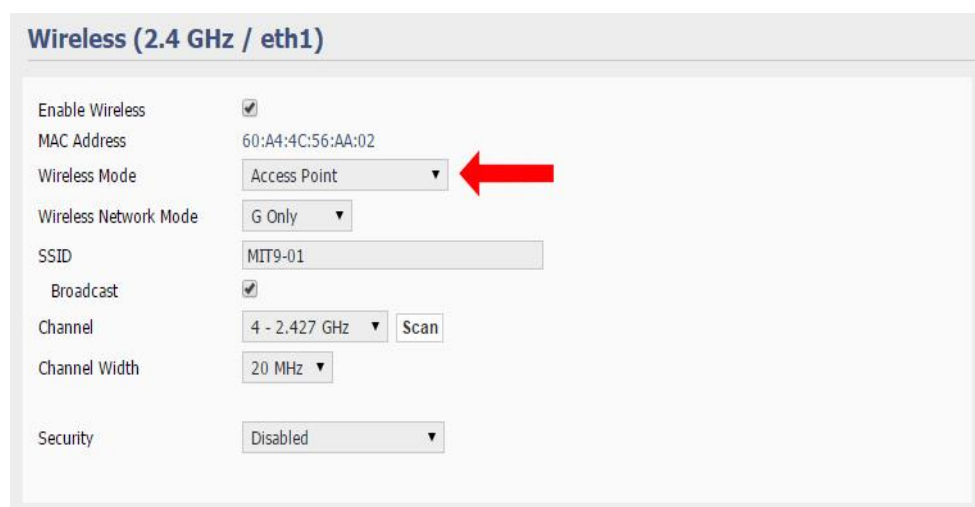 Wireless (2.4 GHz / eth1)
Enable Wireless
MAC Address 60:A4:4C:56:AA:02
Wireless Mode Access Point
Wireless Network Mode G Only
SSID MIT9-01
Broadcast
Channel 4 - 2.427 GHz Scan
Channel Width 20 MHz
Security Disabled